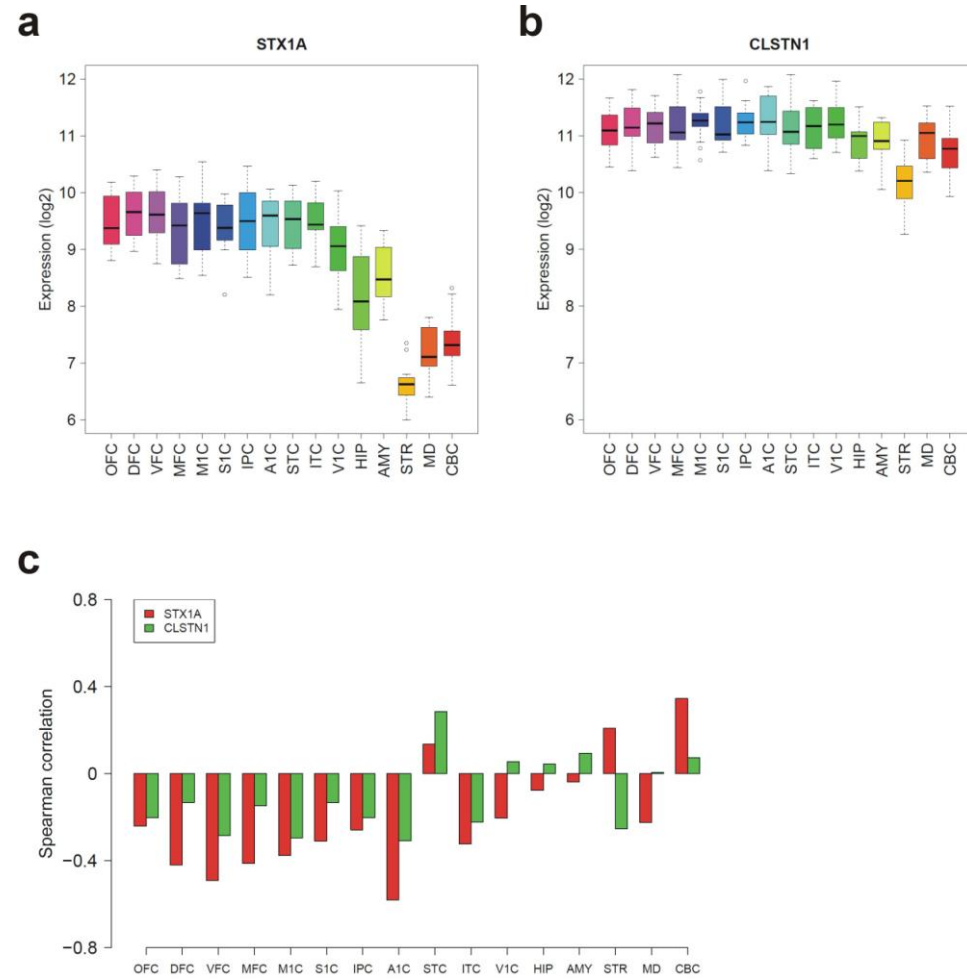 a
STX1A
Expression (log2)
12
11
10
9
8
7
6
OFC DFC VFC MFC M1C S1C IPC A1C STC ITC V1C HIP AMY STR MD CBC
b
CLSTN1
Expression (log2)
12
11
10
9
8
7
6
OFC DFC VFC MFC M1C S1C IPC A1C STC ITC V1C HIP AMY STR MD CBC
c
STX1A
CLSTN1
Spearman correlation
0.8
0.4
0
−0.4
−0.8
OFC DFC VFC MFC M1C S1C IPC A1C STC ITC V1C HIP AMY STR MD CBC